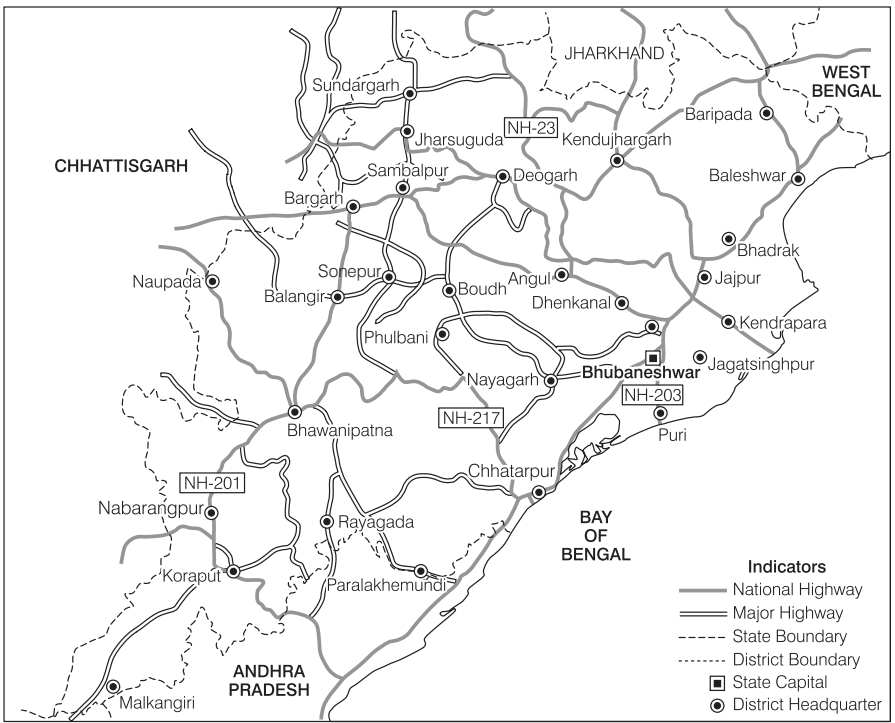 JHARKHAND
WEST
BENGAL
Sundargarh
Baripada
NH-23
Jharsuguda
Kendujhargarh
CHHATTISGARH
Sambalpur
Deogarh
Baleshwar
Bargarh
Bhadrak
Naupada
Sonepur
Angul
Jajpur
Balangir
Boudh
Dhenkanal
Kendrapara
Phulbani
Nayagarh
Bhubaneshwar
Jagatsinghpur
NH-203
NH-217
Bhawanipatna
Puri
Chhatarpur
NH-201
Nabarangpur
Rayagada
BAY
OF
BENGAL
Koraput
Paralakhemundi
Indicators
National Highway
Major Highway
State Boundary
District Boundary
State Capital
District Headquarter
ANDHRA
PRADESH
Malkangiri